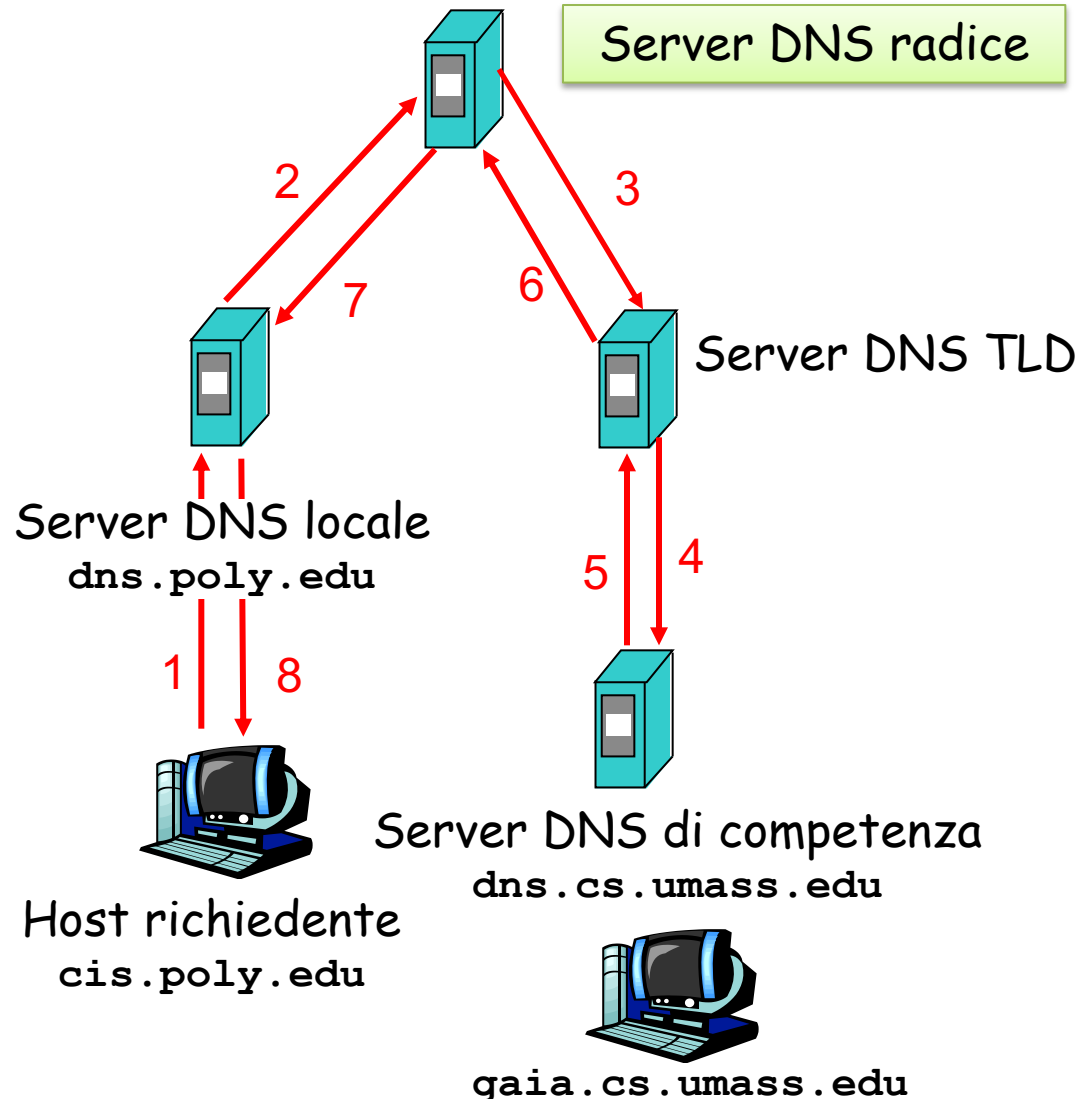 Server DNS radice
2
3
7
6
Server DNS TLD
Server DNS locale
dns.poly.edu
5
4
1
8
Server DNS di competenza
dns.cs.umass.edu
Host richiedente
cis.poly.edu
gaia.cs.umass.edu